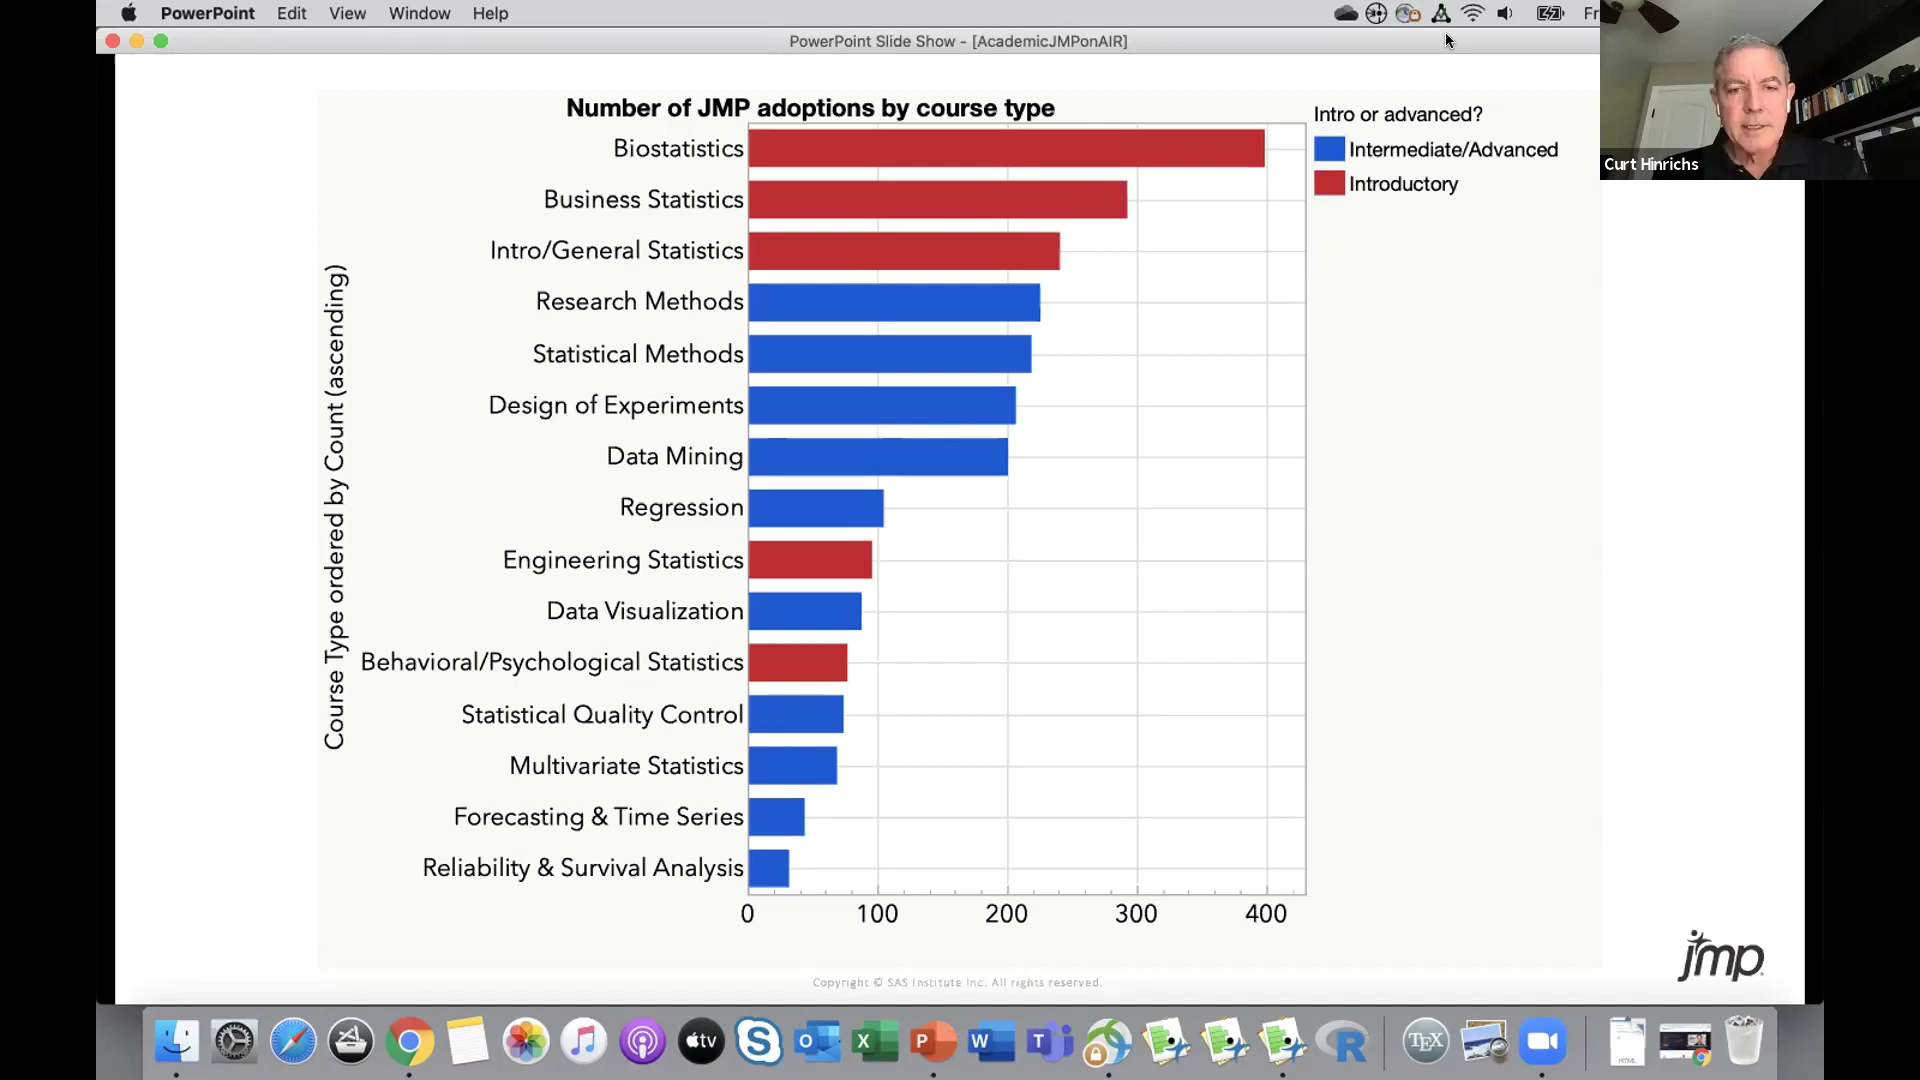 PowerPoint Edit View Window Help
Fr
PowerPoint Slide Show - [AcademicJMPonAIR]
Number of JMP adoptions by course type
Intro or advanced?
Intermediate/Advanced
Introductory
Curt Hinrichs
Course Type ordered by Count (ascending)
Biostatistics
Business Statistics
Intro/General Statistics
Research Methods
Statistical Methods
Design of Experiments
Data Mining
Regression
Engineering Statistics
Data Visualization
Behavioral/Psychological Statistics
Statistical Quality Control
Multivariate Statistics
Forecasting & Time Series
Reliability & Survival Analysis
0 100 200 300 400
jmp
Copyright © SAS Institute Inc. All rights reserved.
tv S O X P W T R TEX HTML